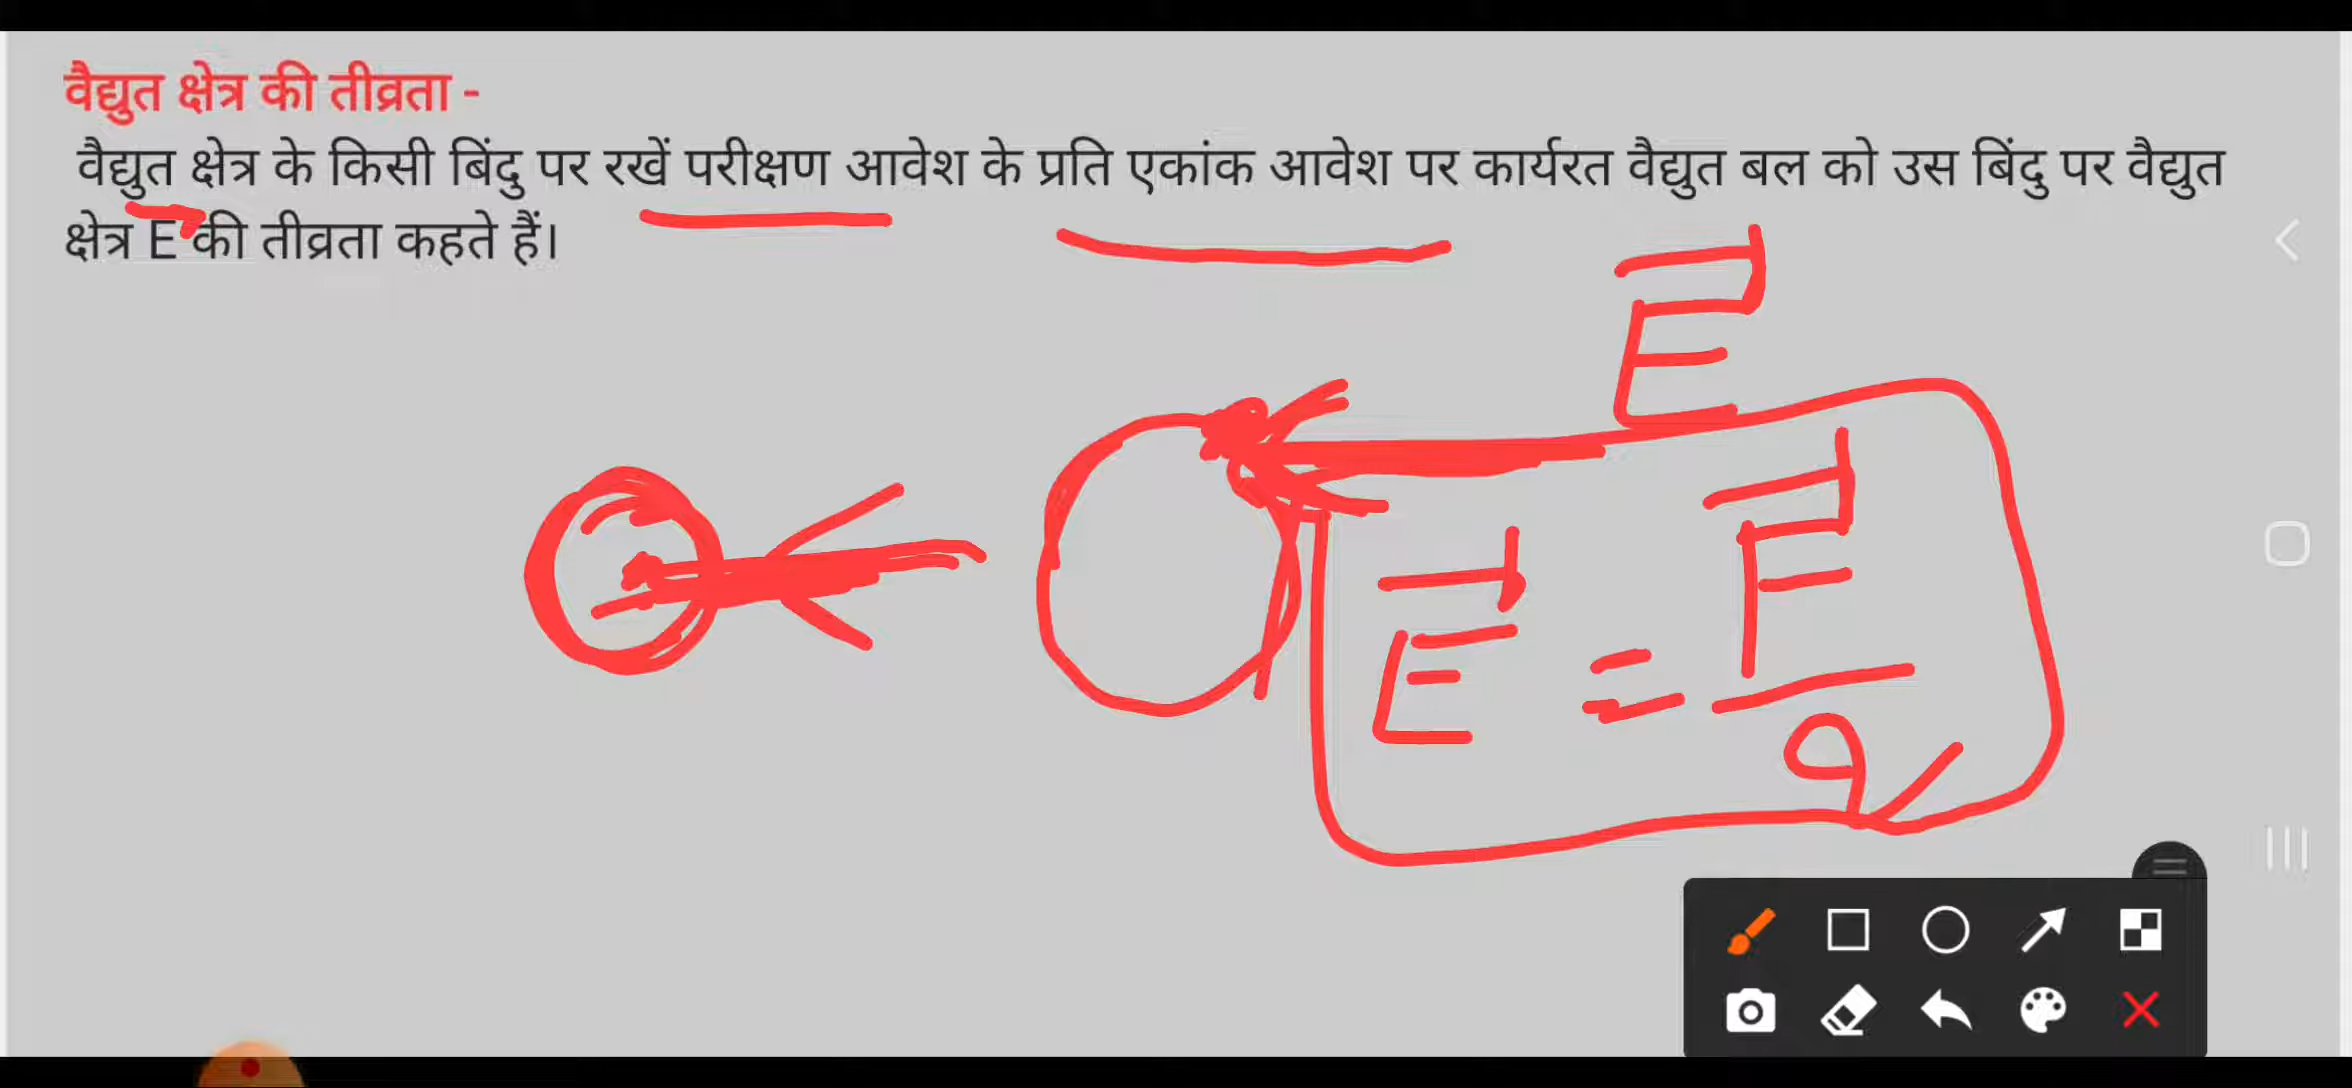 वैद्युत क्षेत्र की तीव्रता -
वैद्युत क्षेत्र के किसी बिंदु पर रखें परीक्षण आवेश के प्रति एकांक आवेश पर कार्यरत वैद्युत बल को उस बिंदु पर वैद्युत
क्षेत्र E की तीव्रता कहते हैं।
E
E = F
q